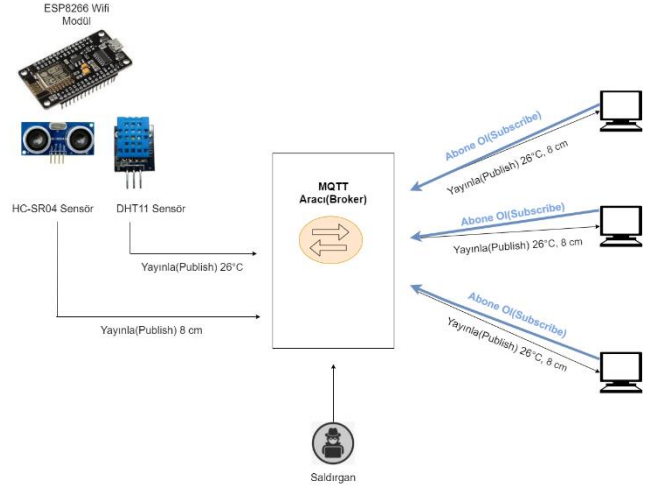 ESP8266 Wifi
Modül
HC-SR04 Sensör
DHT11 Sensör
Yayınla(Publish) 26°C
Yayınla(Publish) 8 cm
MQTT
Aracı(Broker)
Abone Ol(Subscribe)
Yayınla(Publish) 26°C, 8 cm
Abone Ol(Subscribe)
Yayınla(Publish) 26°C, 8 cm
Abone Ol(Subscribe)
Yayınla(Publish) 26°C, 8 cm
Saldırgan